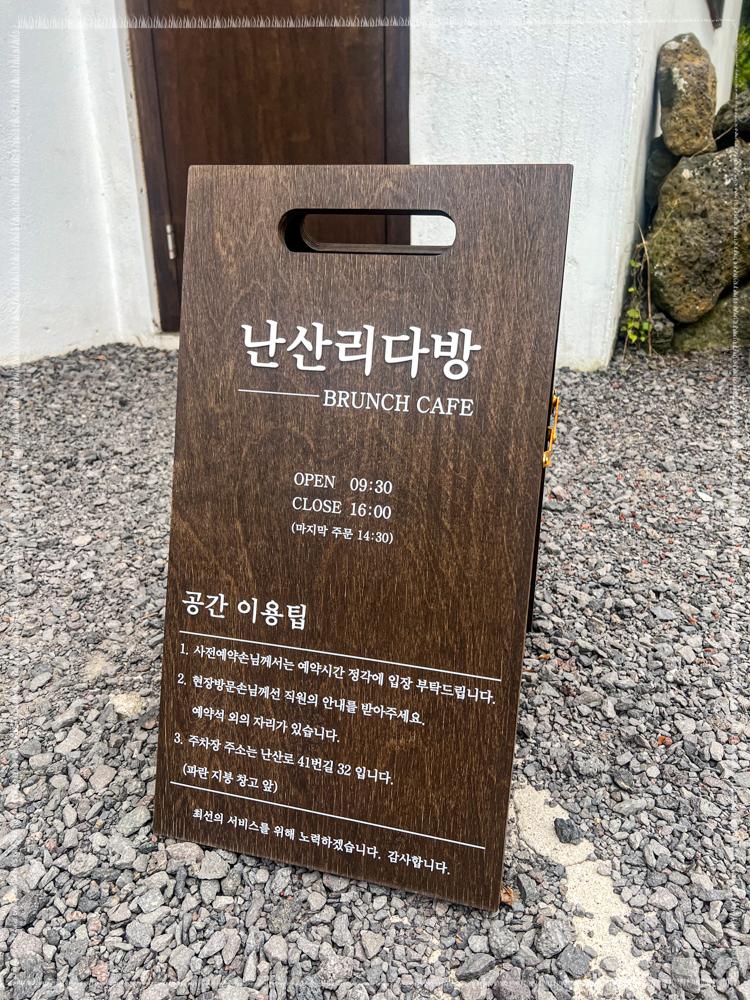 난산리다방
BRUNCH CAFE
OPEN 09:30
CLOSE 16:00
(마지막 주문 14:30)
공간 이용팁
1. 사전예약손님께서는 예약시간 정각에 입장 부탁드립니다.
2. 현장방문손님께선 직원의 안내를 받아주세요.
예약석 외의 자리가 있습니다.
3. 주차장 주소는 난산로 41번길 32 입니다.
(파란 지붕 창고 앞)
최선의 서비스를 위해 노력하겠습니다. 감사합니다.